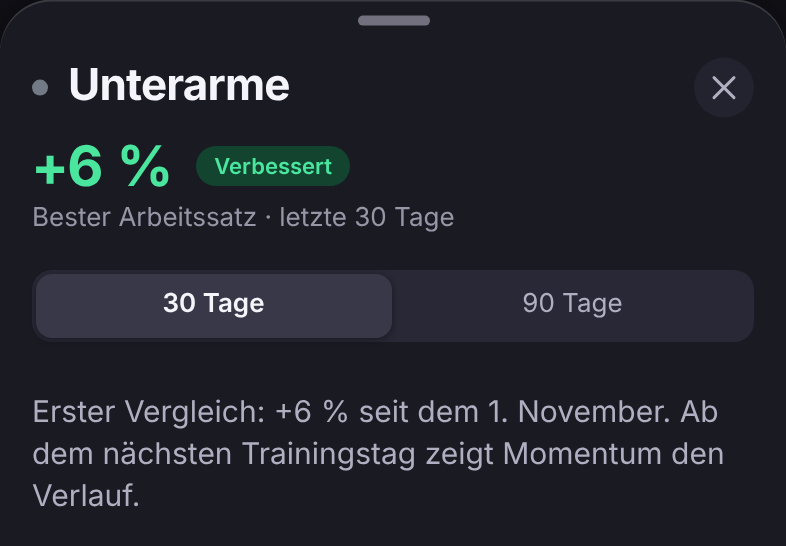 Unterarme
+6 % Verbessert
Bester Arbeitssatz · letzte 30 Tage
30 Tage 90 Tage
Erster Vergleich: +6 % seit dem 1. November. Ab
dem nächsten Trainingstag zeigt Momentum den
Verlauf.